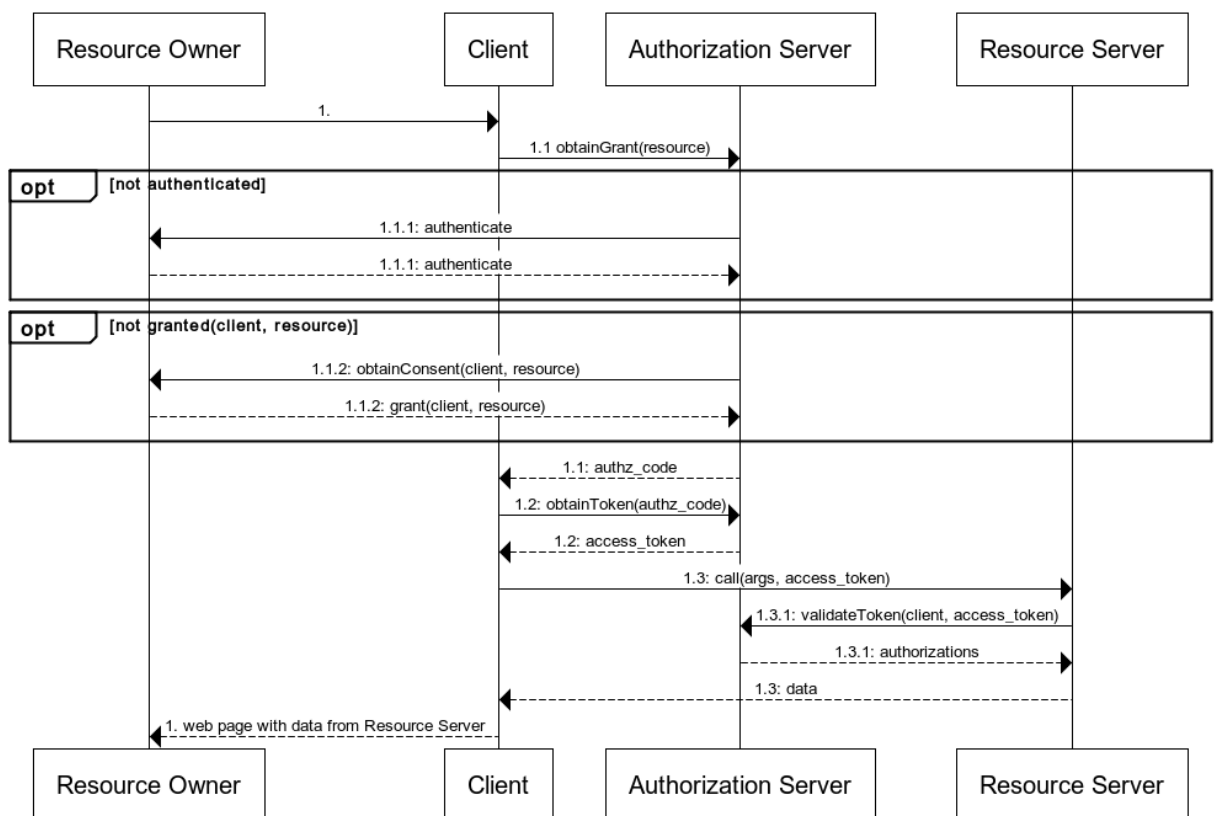 Resource Owner
Client
Authorization Server
Resource Server
1.
1.1 obtainGrant(resource)
opt
[not authenticated]
1.1.1: authenticate
1.1.1: authenticate
opt
[not granted(client, resource)]
1.1.2: obtainConsent(client, resource)
1.1.2: grant(client, resource)
1.1: authz_code
1.2: obtainToken(authz_code)
1.2: access_token
1.3: call(args, access_token)
1.3.1: validateToken(client, access_token)
1.3.1: authorizations
1.3: data
1. web page with data from Resource Server
Resource Owner
Client
Authorization Server
Resource Server